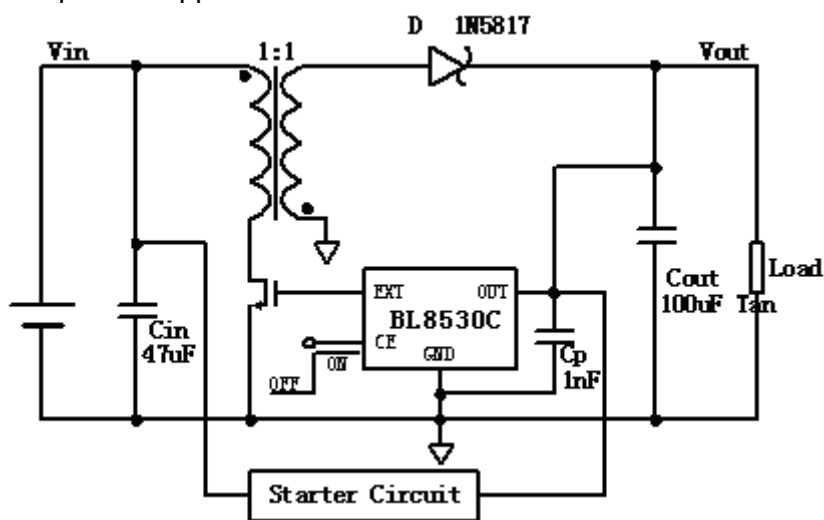 D 1N5817
Vin
1:1
Vout
EXT
OUT
BL8530C
CE
GND
ON
OFF
Cin
47uF
Cp
1nF
Cout
100uF Tan
Load
Starter Circuit